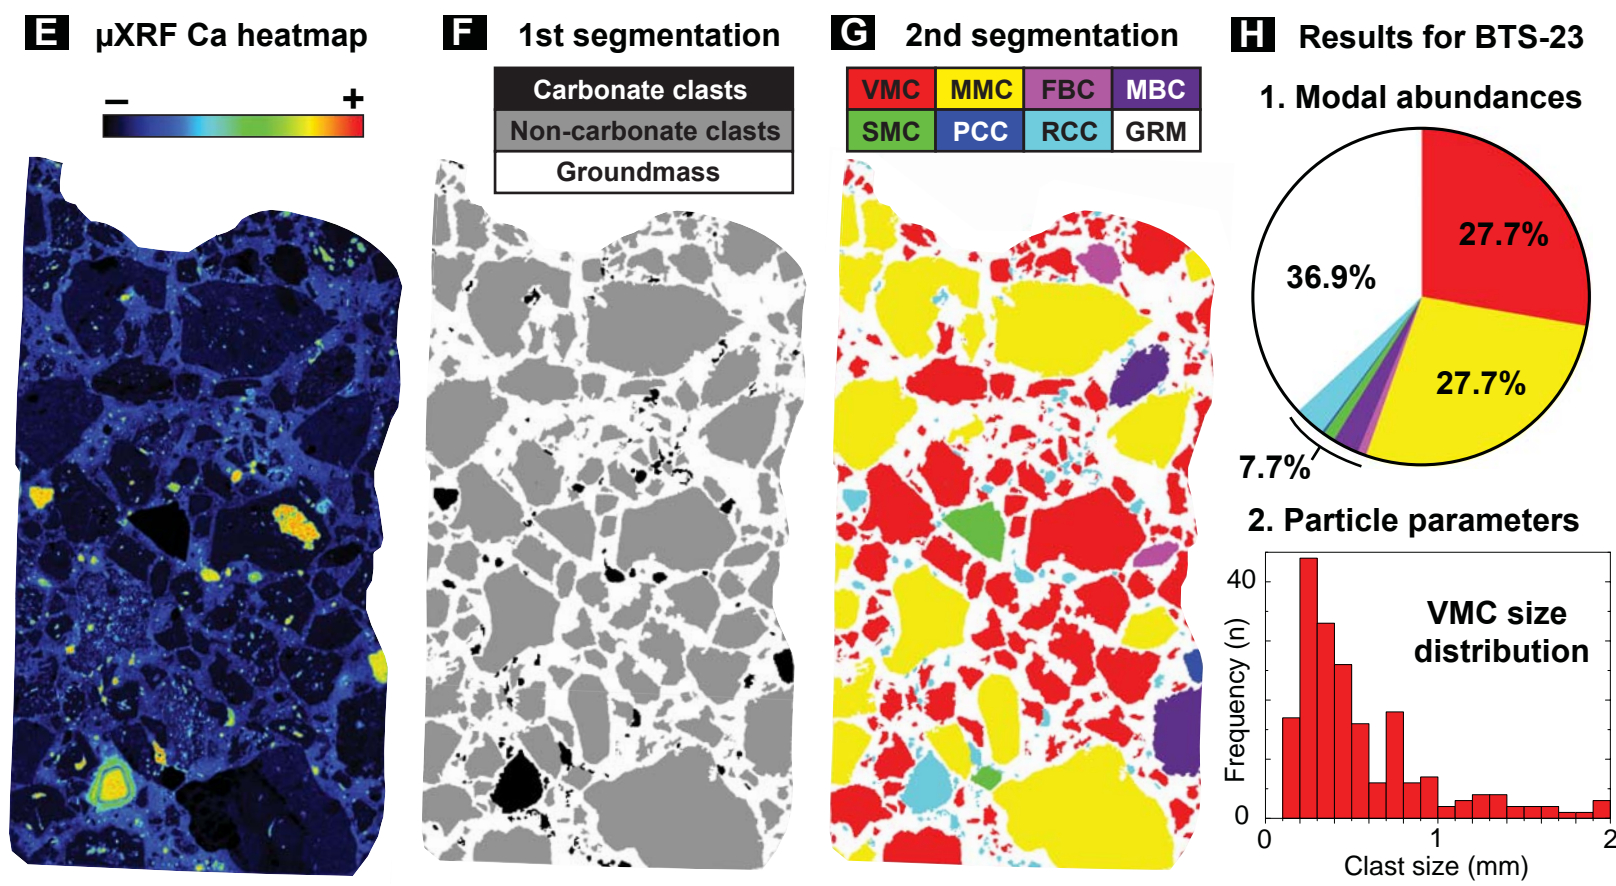 E µXRF Ca heatmap
− +
F 1st segmentation
Carbonate clasts
Non-carbonate clasts
Groundmass
G 2nd segmentation
VMC MMC FBC MBC
SMC PCC RCC GRM
H Results for BTS-23
1. Modal abundances
27.7%
36.9%
27.7%
7.7%
2. Particle parameters
40
VMC size
distribution
Frequency (n)
0
0 1 2
Clast size (mm)